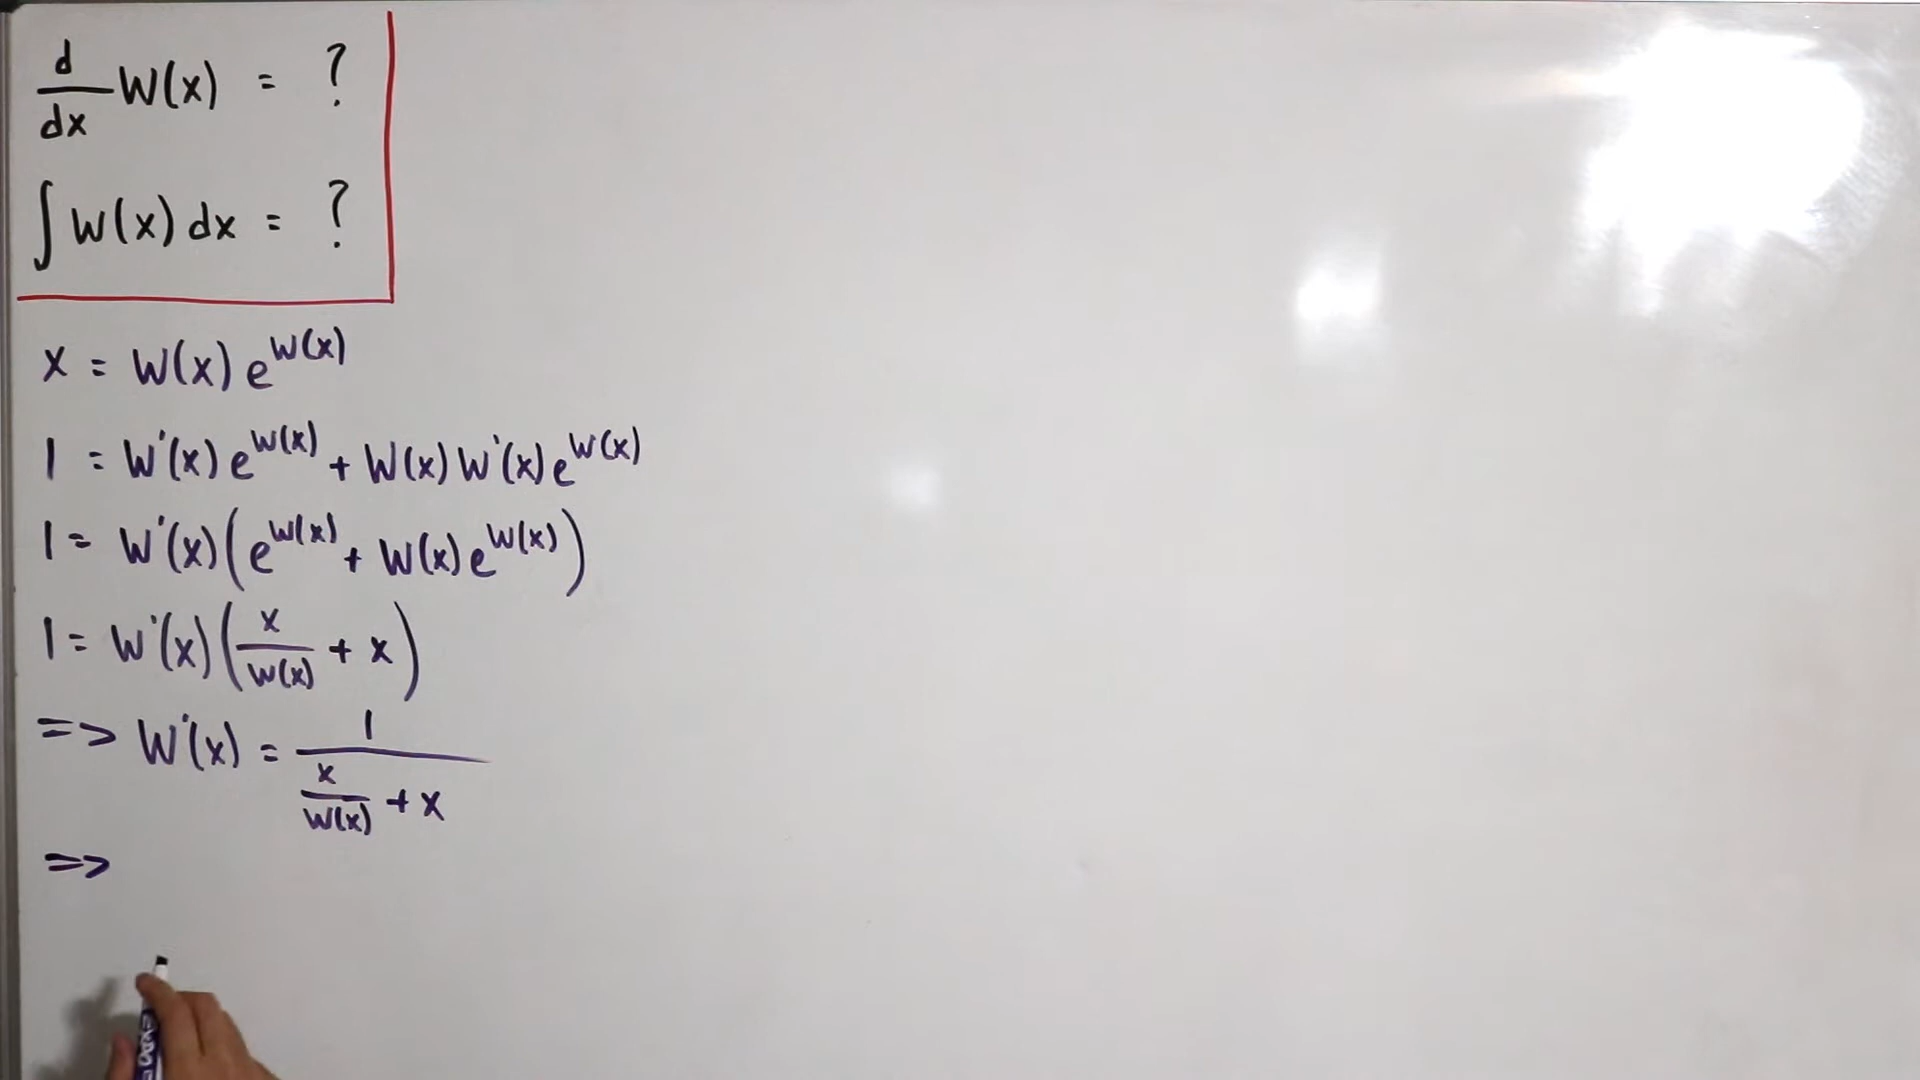 d/dx W(x) = ?
∫ W(x) dx = ?
x = W(x) e^W(x)
1 = W'(x) e^W(x) + W(x) W'(x) e^W(x)
1 = W'(x) (e^W(x) + W(x) e^W(x))
1 = W'(x) (x/W(x) + x)
=> W'(x) = 1/(x/W(x) + x)
=>